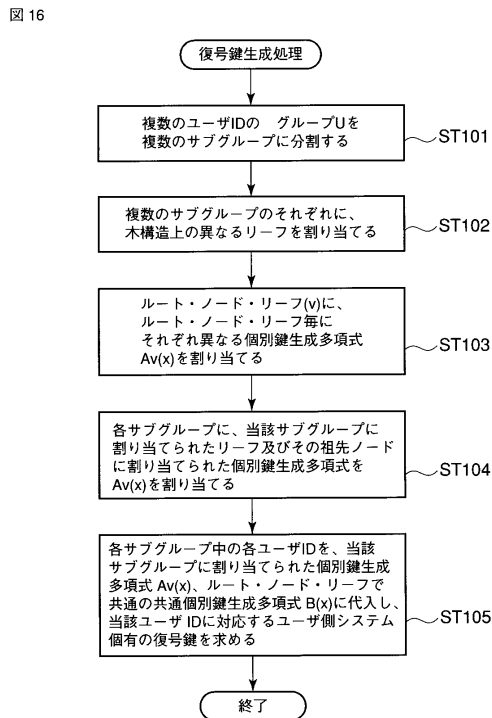 図 16
復号鍵生成処理
複数のユーザIDの グループUを
複数のサブグループに分割する
ST101
複数のサブグループのそれぞれに、
木構造上の異なるリーフを割り当てる
ST102
ルート・ノード・リーフ(v)に、
ルート・ノード・リーフ毎に
それぞれ異なる個別鍵生成多項式
Av(x)を割り当てる
ST103
各サブグループに、当該サブグループに
割り当てられたリーフ及びその祖先ノード
に割り当てられた個別鍵生成多項式を
Av(x)を割り当てる
ST104
各サブグループ中の各ユーザIDを、当該
サブグループに割り当てられた個別鍵生成
多項式 Av(x)、ルート・ノード・リーフで
共通の共通個別鍵生成多項式 B(x)に代入し、
当該ユーザ IDに対応するユーザ側システム
個有の復号鍵を求める
ST105
終了